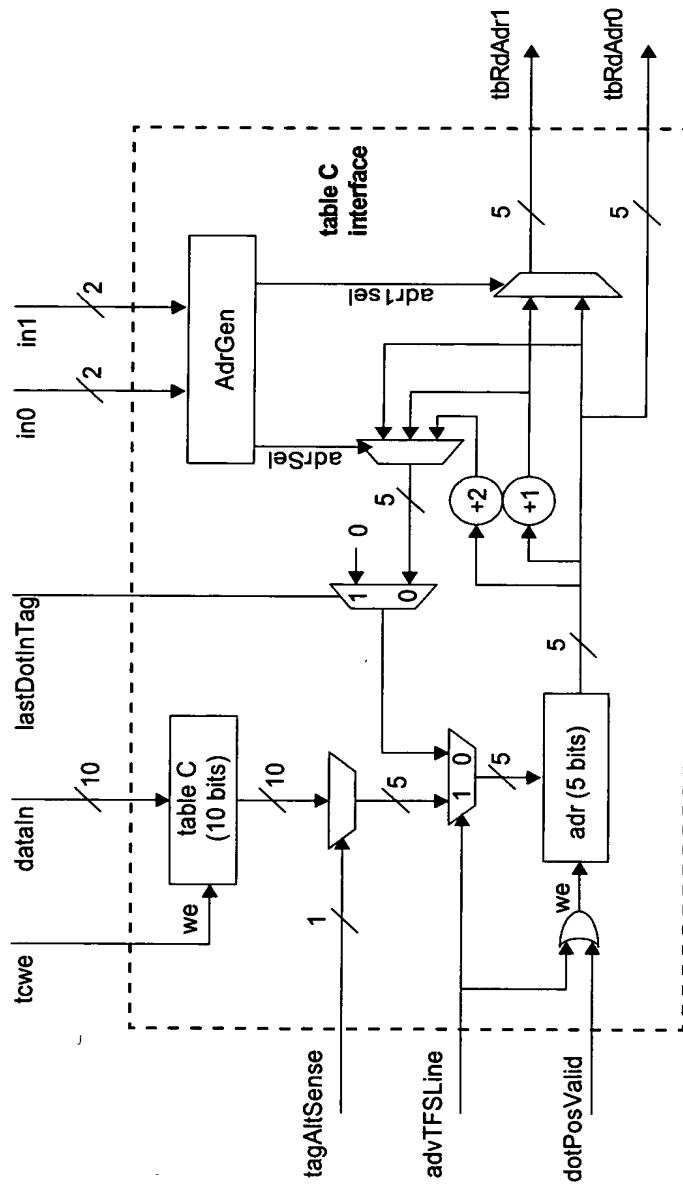 tcwe
dataIn
10
lastDotInTag
in0
2
in1
2
we
table C
(10 bits)
10
AdrGen
table C
interface
tagAltSense
1
5
1
0
0
5
adrSel
adr1sel
advTFSLine
1 0
5
+2
+1
dotPosValid
we
adr (5 bits)
5
5
5
tbRdAdr1
tbRdAdr0